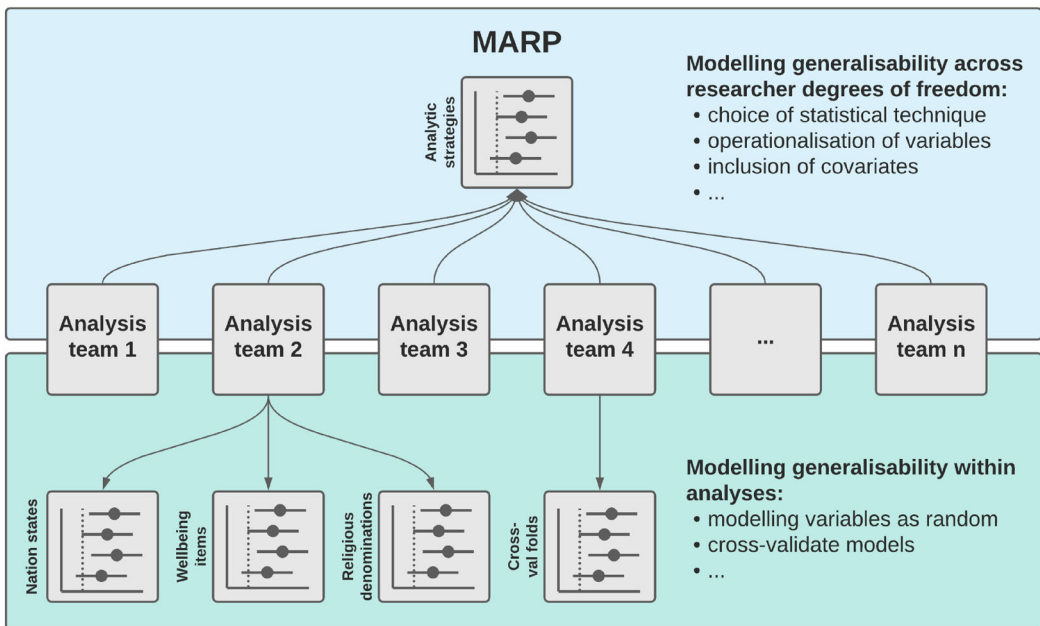 MARP
Analytic
strategies
Modelling generalisability across
researcher degrees of freedom:
• choice of statistical technique
• operationalisation of variables
• inclusion of covariates
• ...
Analysis
team 1
Analysis
team 2
Analysis
team 3
Analysis
team 4
...
Analysis
team n
Nation states
Wellbeing
items
Religious
denominations
Cross-
val folds
Modelling generalisability within
analyses:
• modelling variables as random
• cross-validate models
• ...